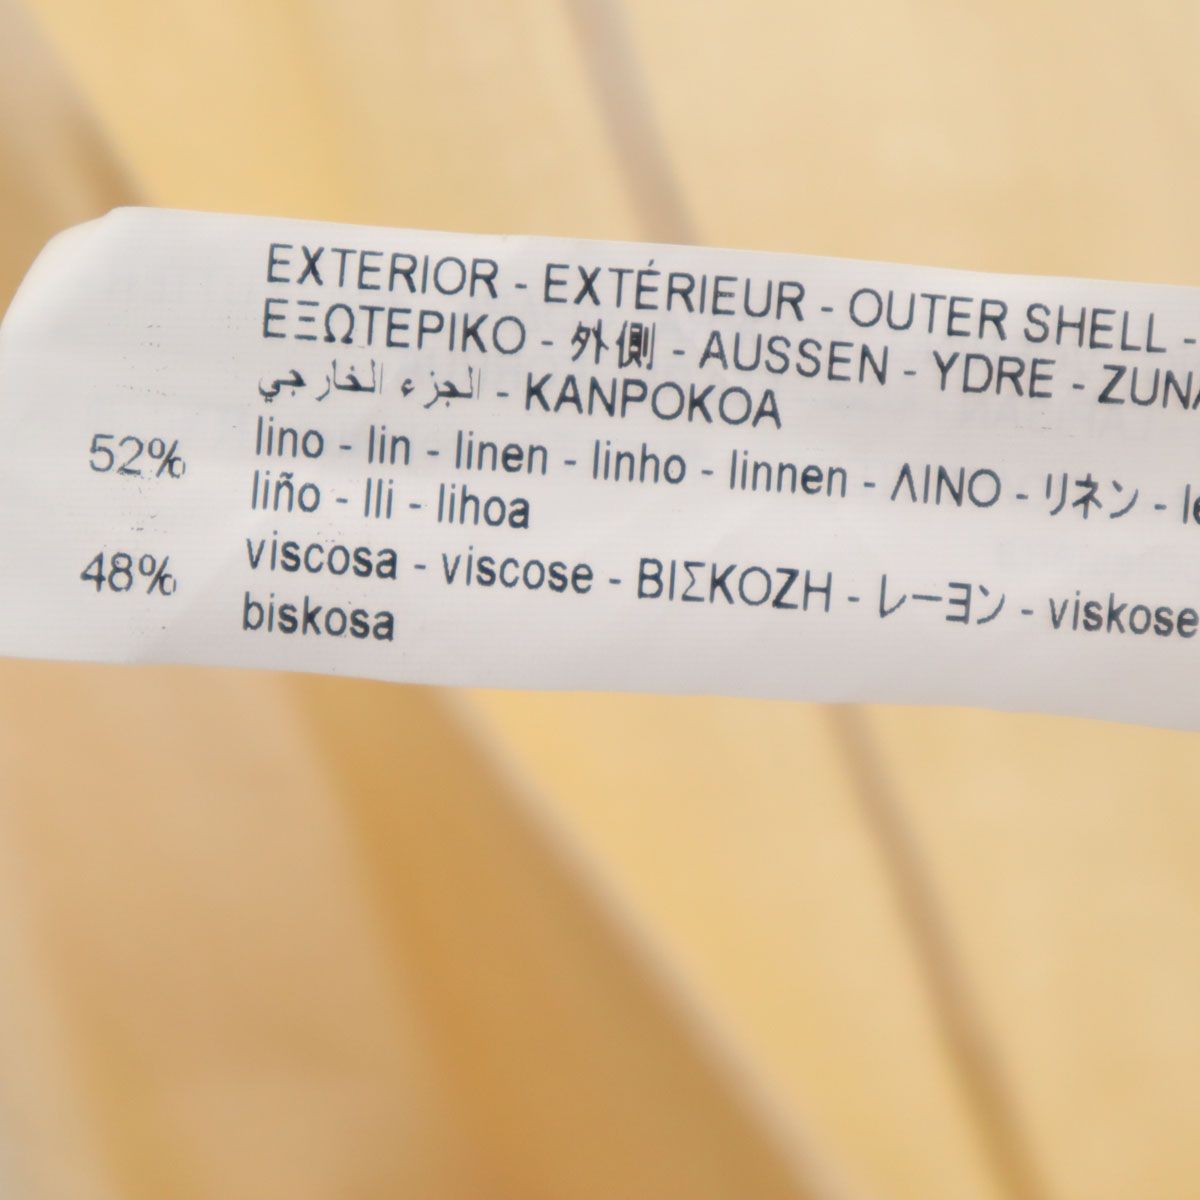 EXTERIOR - EXTÉRIEUR - OUTER SHELL -
ΕΞΩΤΕΡΙΚΟ - 外側 - AUSSEN - YDRE -
الجزء الخارجي - KANPOKOA
52% lino - lin - linen - linho - linnen - ΛΙΝΟ - リネン -
liño - lli - lihoa
48% viscosa - viscose - ΒΙΣΚΟΖΗ - レーヨン - viskose
biskosa